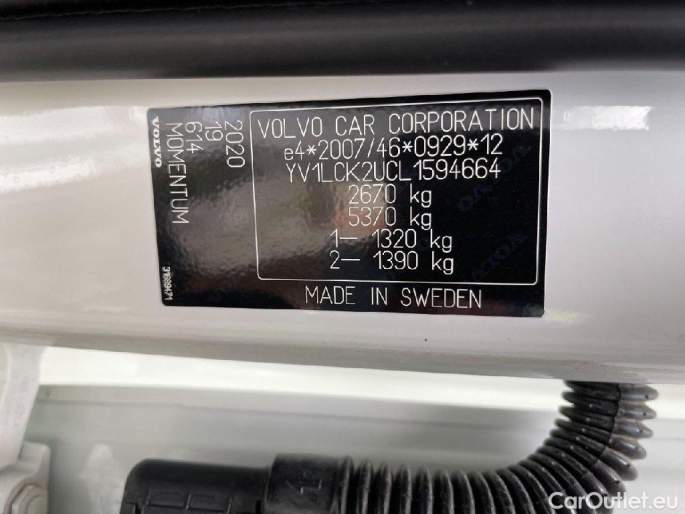 VOLVO CAR CORPORATION
e4*2007/46*0929*12
YV1LCK2UCL1594664
2670 kg
5370 kg
1— 1320 kg
2— 1390 kg
MADE IN SWEDEN
2020
19
614
MOMENTUM
VOLVO
CarOutlet.eu